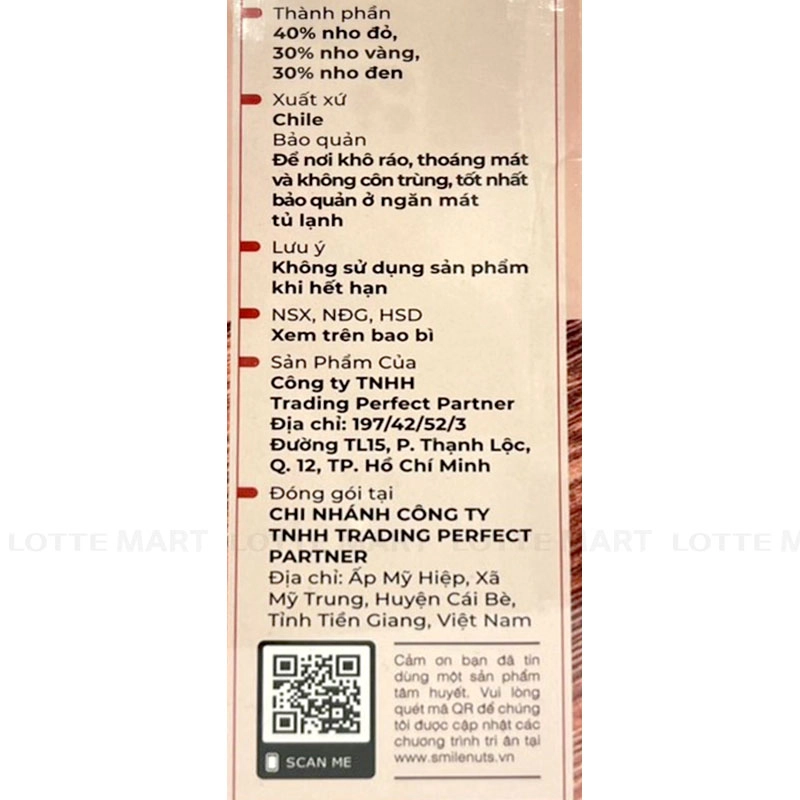 Thành phần
40% nho đỏ,
30% nho vàng,
30% nho đen
Xuất xứ
Chile
Bảo quản
Để nơi khô ráo, thoáng mát
và không côn trùng, tốt nhất
bảo quản ở ngăn mát
tủ lạnh
Lưu ý
Không sử dụng sản phẩm
khi hết hạn
NSX, NĐG, HSD
Xem trên bao bì
Sản Phẩm Của
Công ty TNHH
Trading Perfect Partner
Địa chỉ: 197/42/52/3
Đường TL15, P. Thạnh Lộc,
Q. 12, TP. Hồ Chí Minh
Đóng gói tại
CHI NHÁNH CÔNG TY
TNHH TRADING PERFECT
PARTNER
Địa chỉ: Ấp Mỹ Hiệp, Xã
Mỹ Trung, Huyện Cái Bè,
Tỉnh Tiền Giang, Việt Nam
SCAN ME
Cảm ơn bạn đã tin
dùng một sản phẩm
tâm huyết. Vui lòng
quét mã QR để chúng
tôi được cập nhật các
chương trình tri ân tại
www.smilenuts.vn
LOTTE MART LOTTE MART LOTTE MART LOTTE M